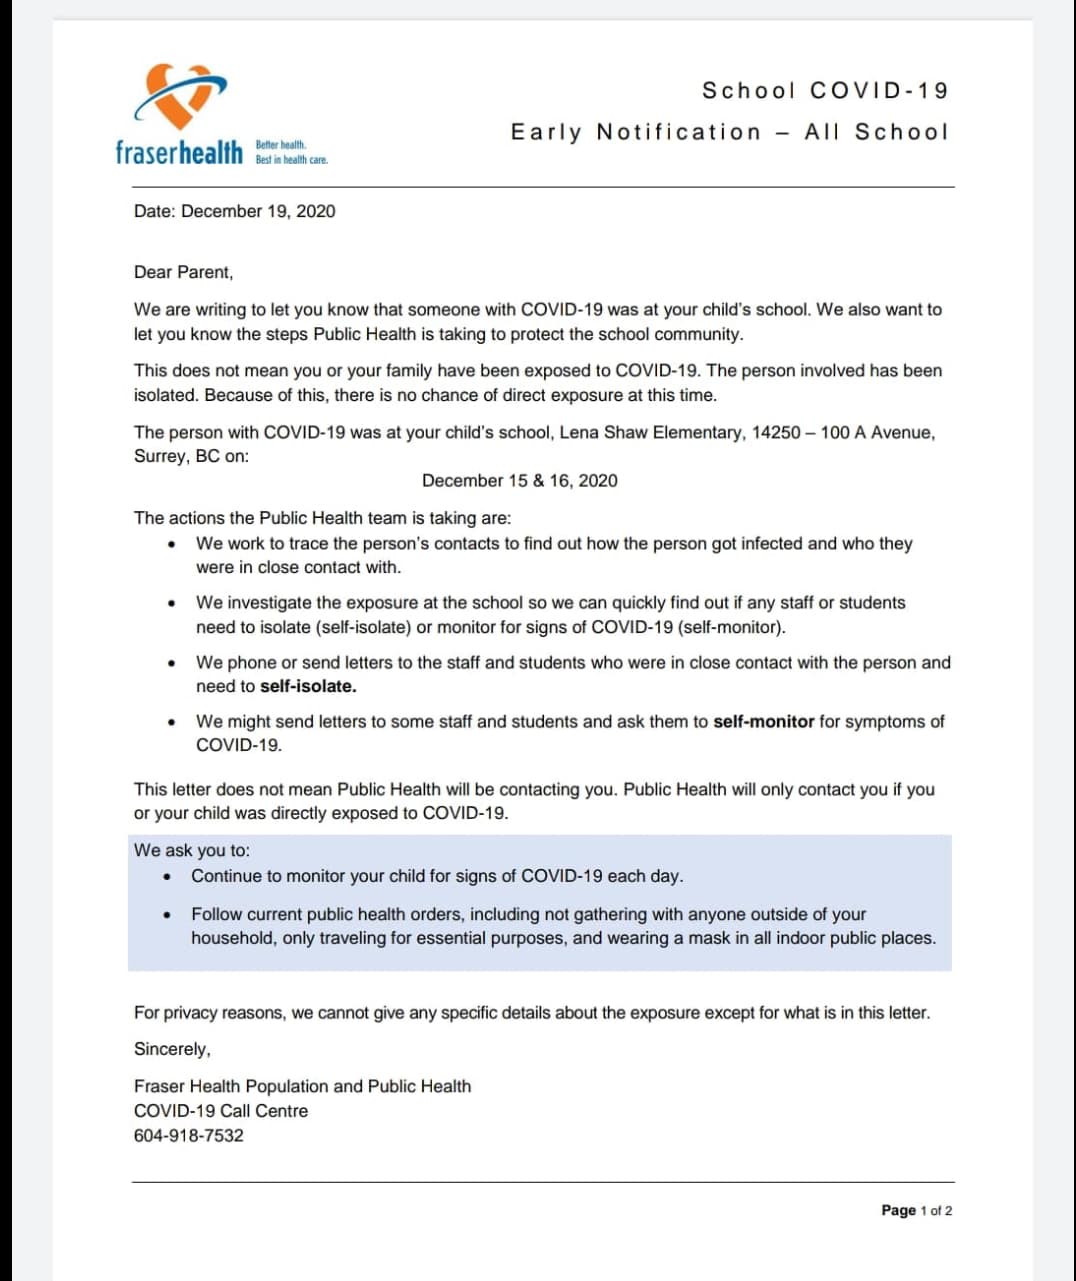 School COVID-19
Early Notification – All School
fraserhealth
Better health.
Best in health care.
Date: December 19, 2020
Dear Parent,
We are writing to let you know that someone with COVID-19 was at your child's school. We also want to
let you know the steps Public Health is taking to protect the school community.
This does not mean you or your family have been exposed to COVID-19. The person involved has been
isolated. Because of this, there is no chance of direct exposure at this time.
The person with COVID-19 was at your child's school, Lena Shaw Elementary, 14250 – 100 A Avenue,
Surrey, BC on:
December 15 & 16, 2020
The actions the Public Health team is taking are:
• We work to trace the person's contacts to find out how the person got infected and who they
were in close contact with.
• We investigate the exposure at the school so we can quickly find out if any staff or students
need to isolate (self-isolate) or monitor for signs of COVID-19 (self-monitor).
• We phone or send letters to the staff and students who were in close contact with the person and
need to self-isolate.
• We might send letters to some staff and students and ask them to self-monitor for symptoms of
COVID-19.
This letter does not mean Public Health will be contacting you. Public Health will only contact you if you
or your child was directly exposed to COVID-19.
We ask you to:
• Continue to monitor your child for signs of COVID-19 each day.
• Follow current public health orders, including not gathering with anyone outside of your
household, only traveling for essential purposes, and wearing a mask in all indoor public places.
For privacy reasons, we cannot give any specific details about the exposure except for what is in this letter.
Sincerely,
Fraser Health Population and Public Health
COVID-19 Call Centre
604-918-7532
Page 1 of 2